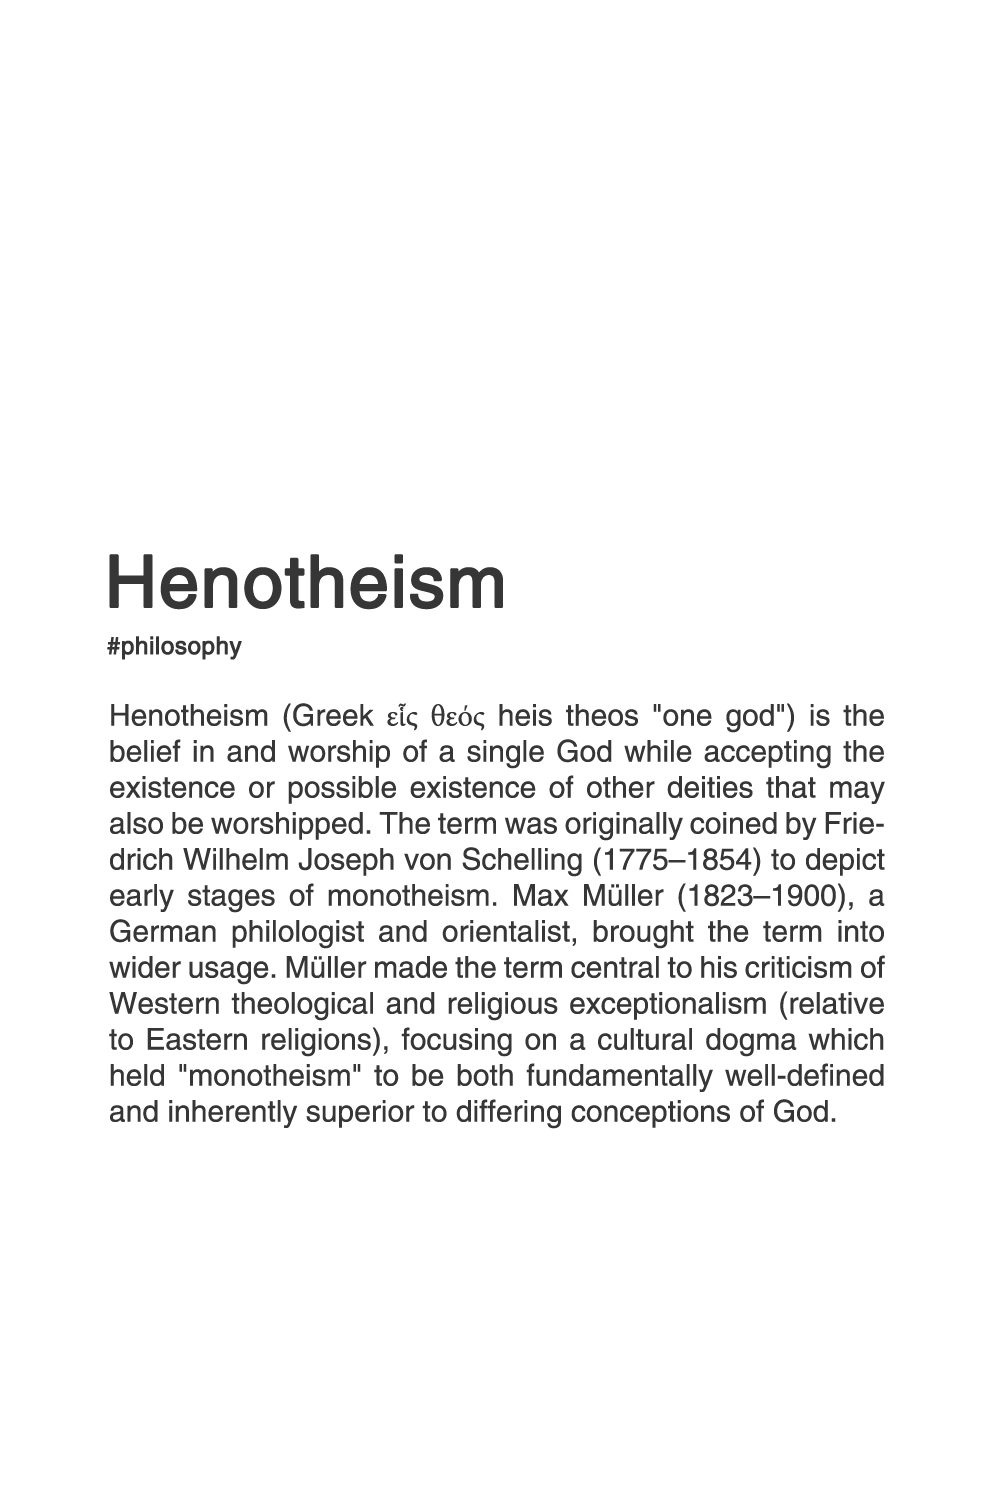 Henotheism
#philosophy
Henotheism (Greek εἷς θεός heis theos "one god") is the
belief in and worship of a single God while accepting the
existence or possible existence of other deities that may
also be worshipped. The term was originally coined by Frie-
drich Wilhelm Joseph von Schelling (1775–1854) to depict
early stages of monotheism. Max Müller (1823–1900), a
German philologist and orientalist, brought the term into
wider usage. Müller made the term central to his criticism of
Western theological and religious exceptionalism (relative
to Eastern religions), focusing on a cultural dogma which
held "monotheism" to be both fundamentally well-defined
and inherently superior to differing conceptions of God.